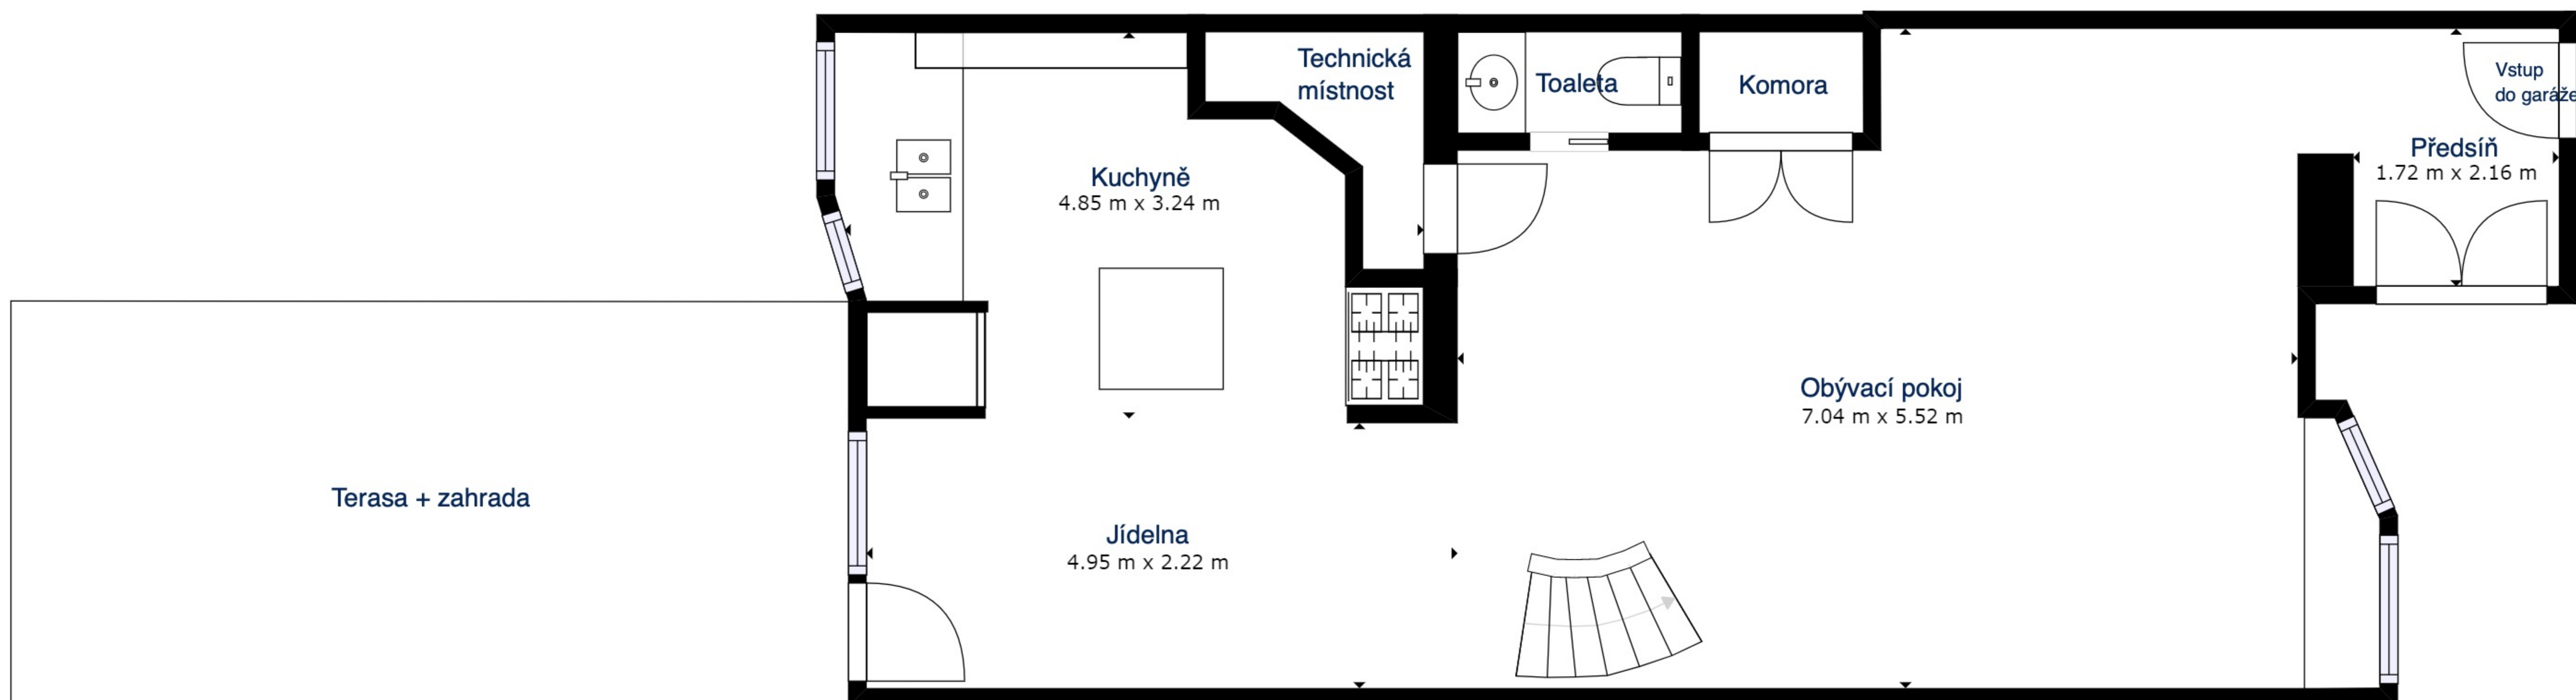 Technická
místnost
Toaleta
Komora
Vstup
do garáže
Předsíň
1.72 m x 2.16 m
Kuchyně
4.85 m x 3.24 m
Obývací pokoj
7.04 m x 5.52 m
Terasa + zahrada
Jídelna
4.95 m x 2.22 m